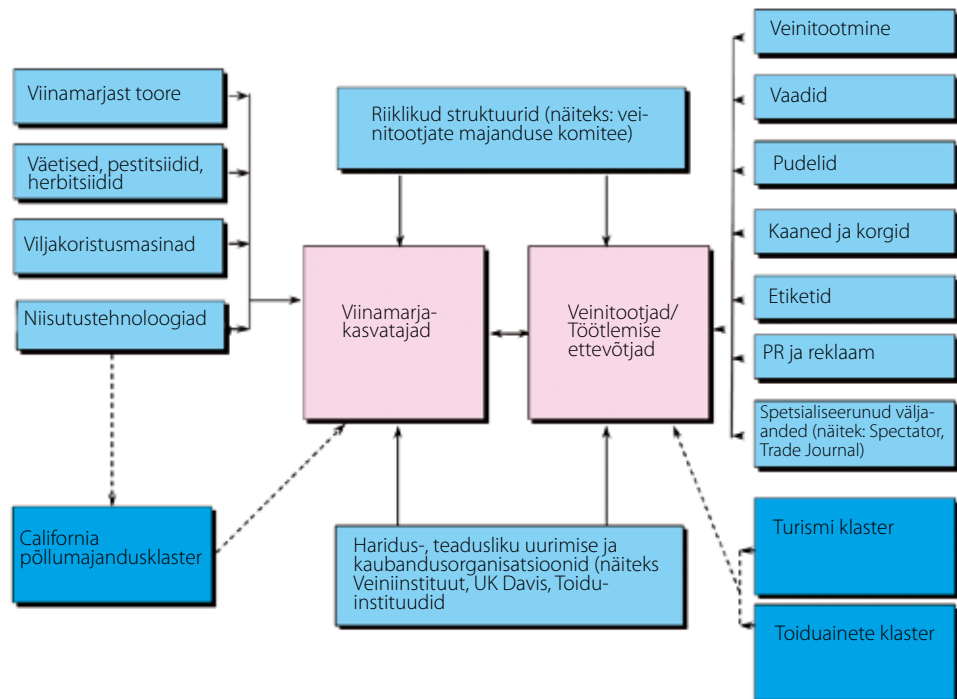 Viinamarjast toore
Väetised, pestitsiidid,
herbitsiidid
Viljakoristusmasinad
Niisutustehnoloogiad
California
põllumajandusklaster
Riiklikud struktuurid (näiteks: vei-
nitootjate majanduse komitee)
Viinamarja-
kasvatajad
Veinitootjad/
Töötlemise
ettevõtjad
Haridus-, teadusliku uurimise ja
kaubandusorganisatsioonid (näiteks
Veiniinstituut, UK Davis, Toidu-
instituudid
Veinitootmine
Vaadid
Pudelid
Kaaned ja korgid
Etiketid
PR ja reklaam
Spetsialiseerunud välja-
anded (näitek: Spectator,
Trade Journal)
Turismi klaster
Toiduainete klaster